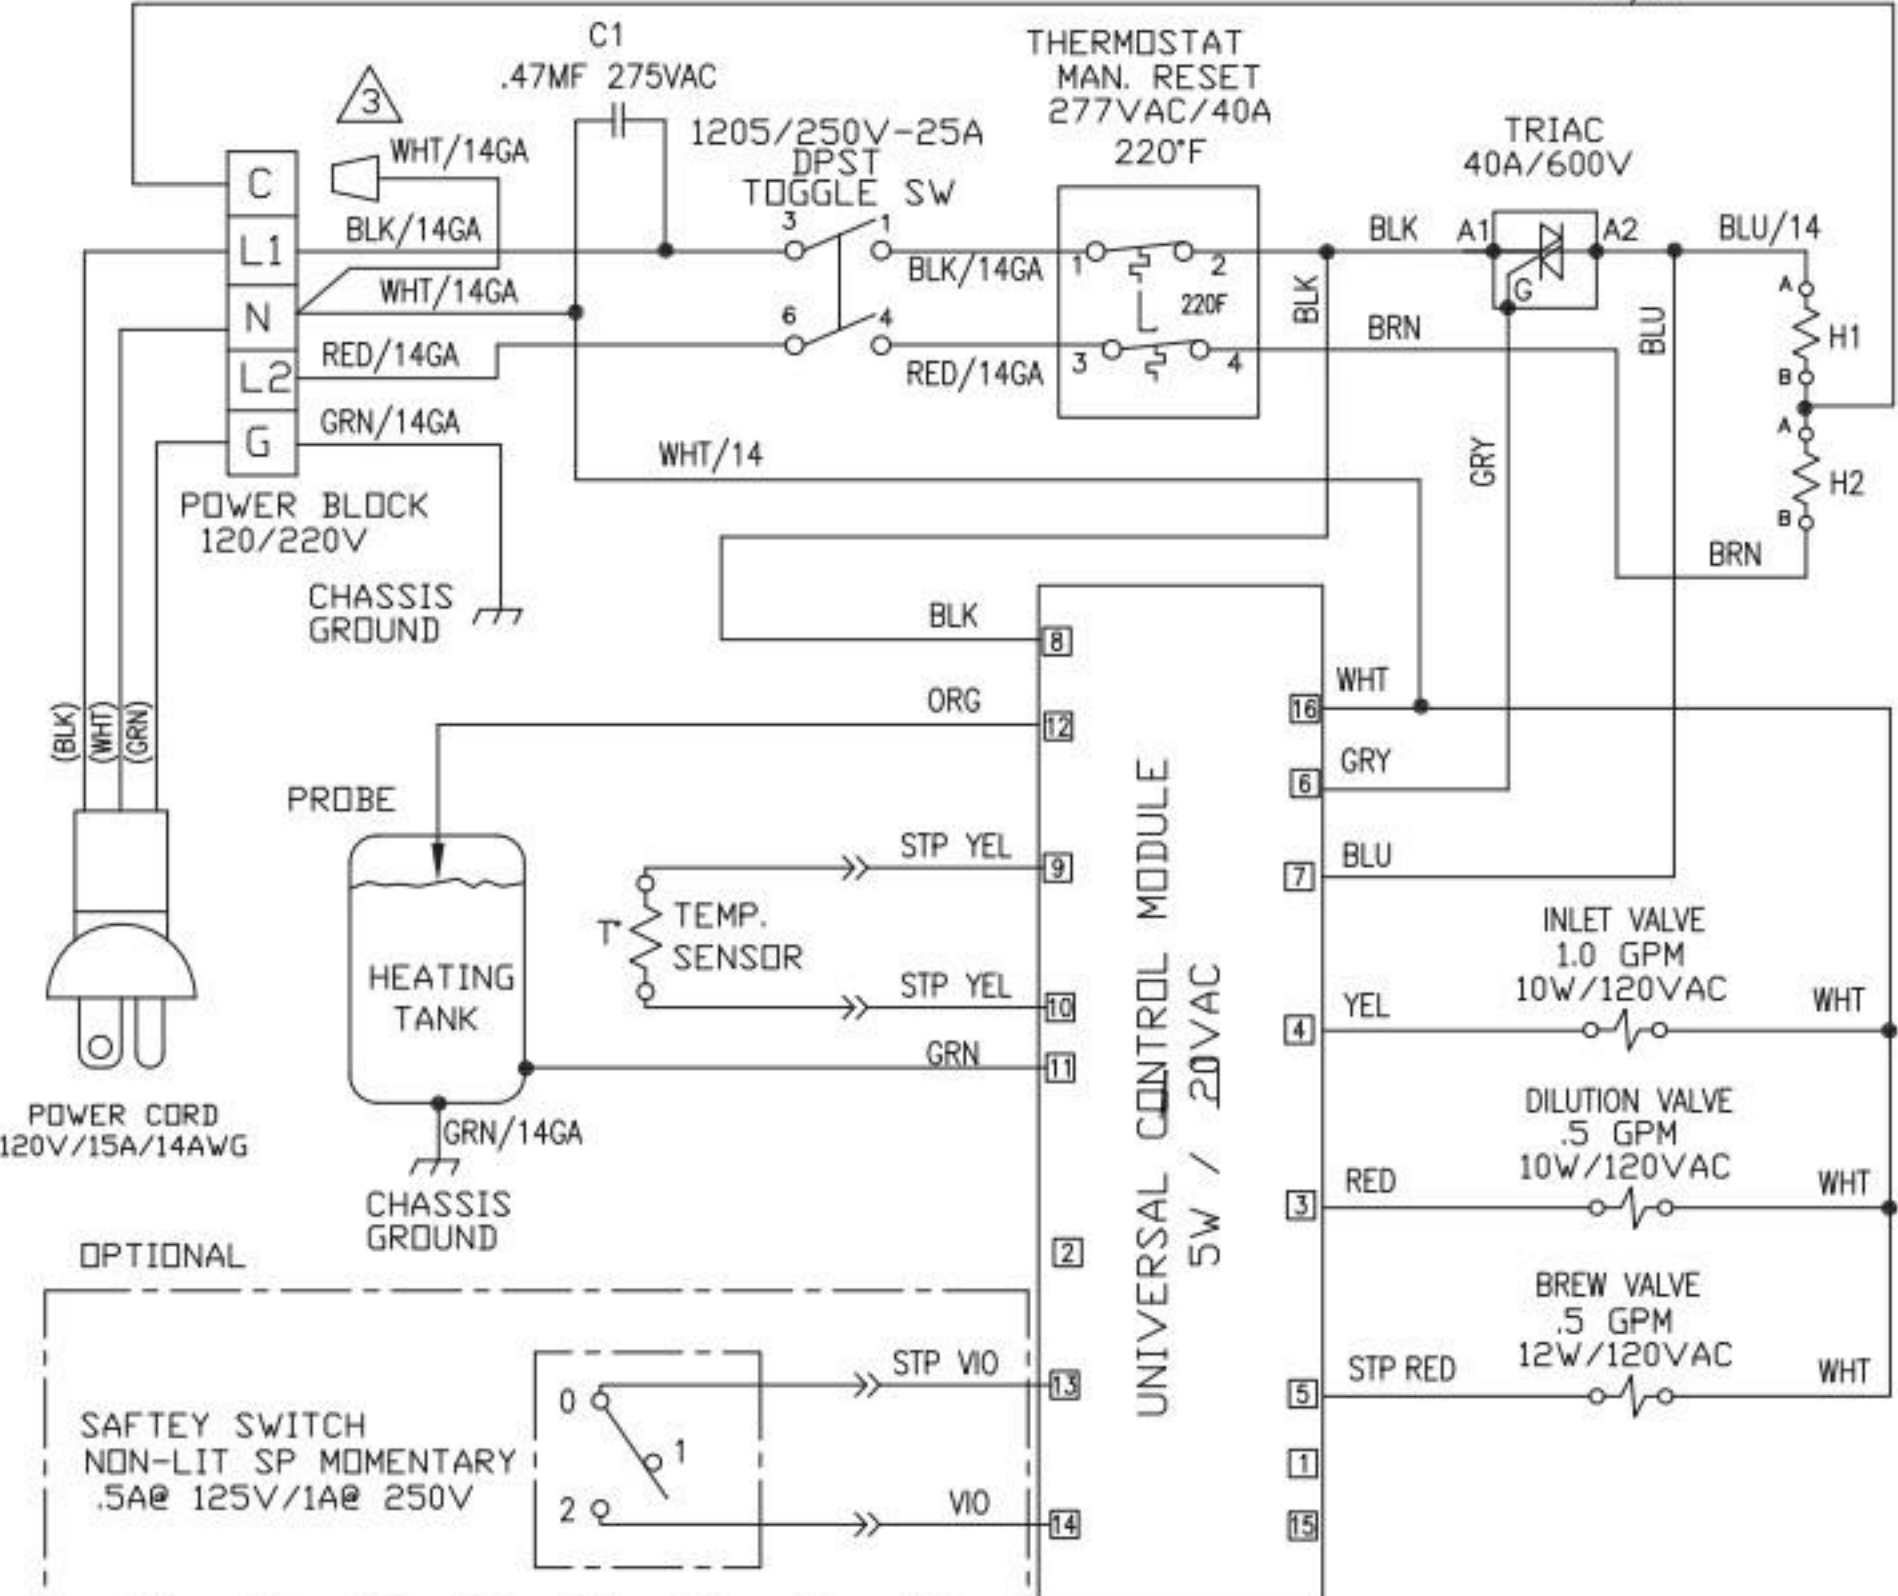 C1
.47MF 275VAC
THERMOSTAT
MAN. RESET
277VAC/40A
220°F
3
WHT/14GA
1205/250V-25A
DPST
TOGGLE SW
TRIAC
40A/600V
C
L1
N
L2
G
BLK/14GA
WHT/14GA
RED/14GA
GRN/14GA
3
1
6
4
BLK/14GA
RED/14GA
1
2
220F
3
4
BLK
BLK
BRN
A1
A2
G
BLU/14
BLU
GRY
A
H1
B
A
H2
B
BRN
WHT/14
POWER BLOCK
120/220V
CHASSIS
GROUND
(BLK)
(WHT)
(GRN)
POWER CORD
120V/15A/14AWG
PROBE
HEATING
TANK
GRN/14GA
CHASSIS
GROUND
T°
TEMP.
SENSOR
BLK
8
ORG
12
STP YEL
9
STP YEL
10
GRN
11
2
STP VIO
13
VIO
14
UNIVERSAL CONTROL MODULE
5W / 20VAC
16
WHT
6
GRY
7
BLU
INLET VALVE
1.0 GPM
10W/120VAC
4
YEL
WHT
DILUTION VALVE
.5 GPM
10W/120VAC
3
RED
WHT
BREW VALVE
.5 GPM
12W/120VAC
5
STP RED
WHT
1
15
OPTIONAL
SAFTEY SWITCH
NON-LIT SP MOMENTARY
.5A@ 125V/1A@ 250V
0
1
2